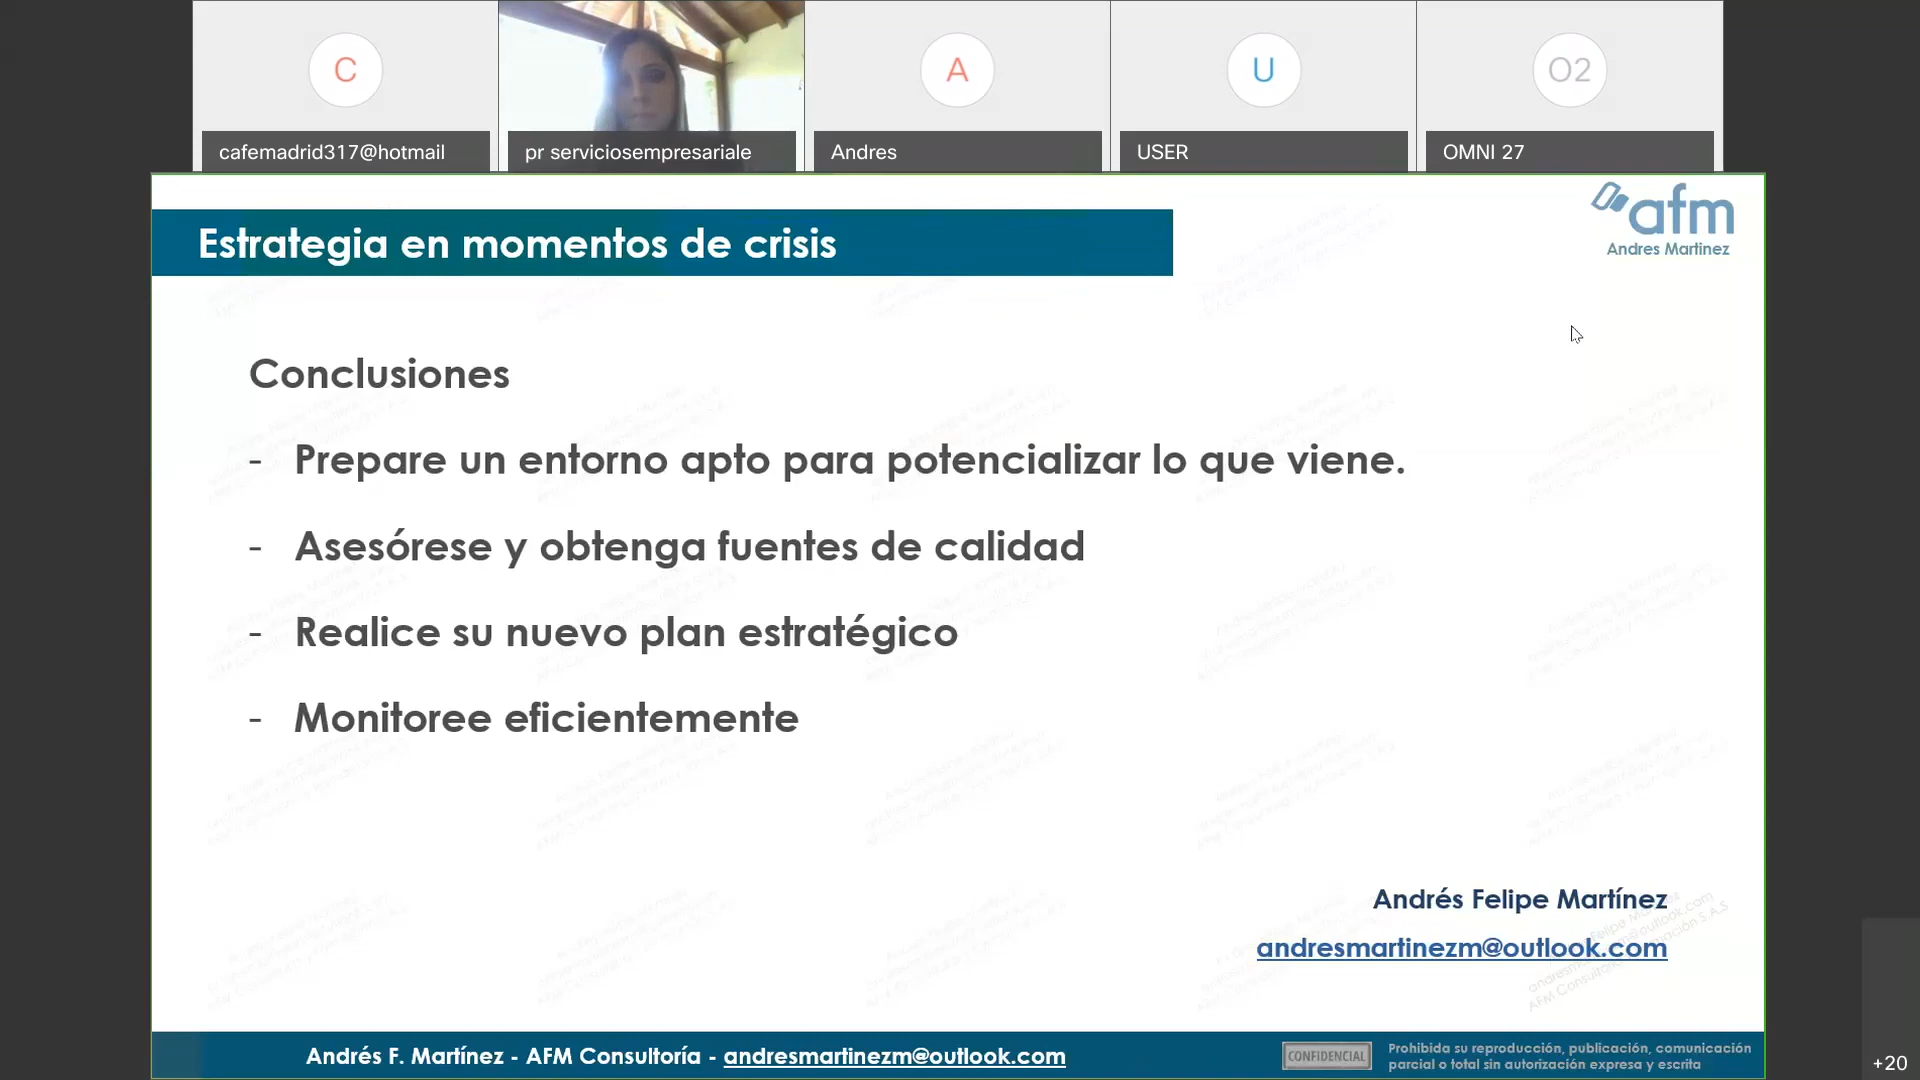 C
A
U
O2
cafemadrid317@hotmail
pr serviciosempresariale
Andres
USER
OMNI 27
afm
Andres Martinez
Estrategia en momentos de crisis
Conclusiones
- Prepare un entorno apto para potencializar lo que viene.
- Asesórese y obtenga fuentes de calidad
- Realice su nuevo plan estratégico
- Monitoree eficientemente
Andrés Felipe Martínez
andresmartinezm@outlook.com
Andrés F. Martínez - AFM Consultoría - andresmartinezm@outlook.com
CONFIDENCIAL
Prohibida su reproducción, publicación, comunicación
parcial o total sin autorización expresa y escrita
+20